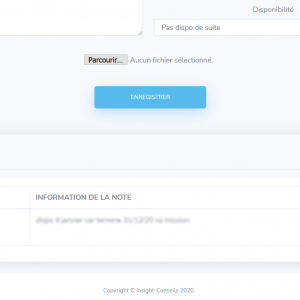 Disponibilité
Pas dispo de suite
Parcourir... Aucun fichier sélectionné.
ENREGISTRER
INFORMATION DE LA NOTE
dispo 4 janvier car termine 31/12/20 sa mission.
Copyright © Insight-Conseils 2020